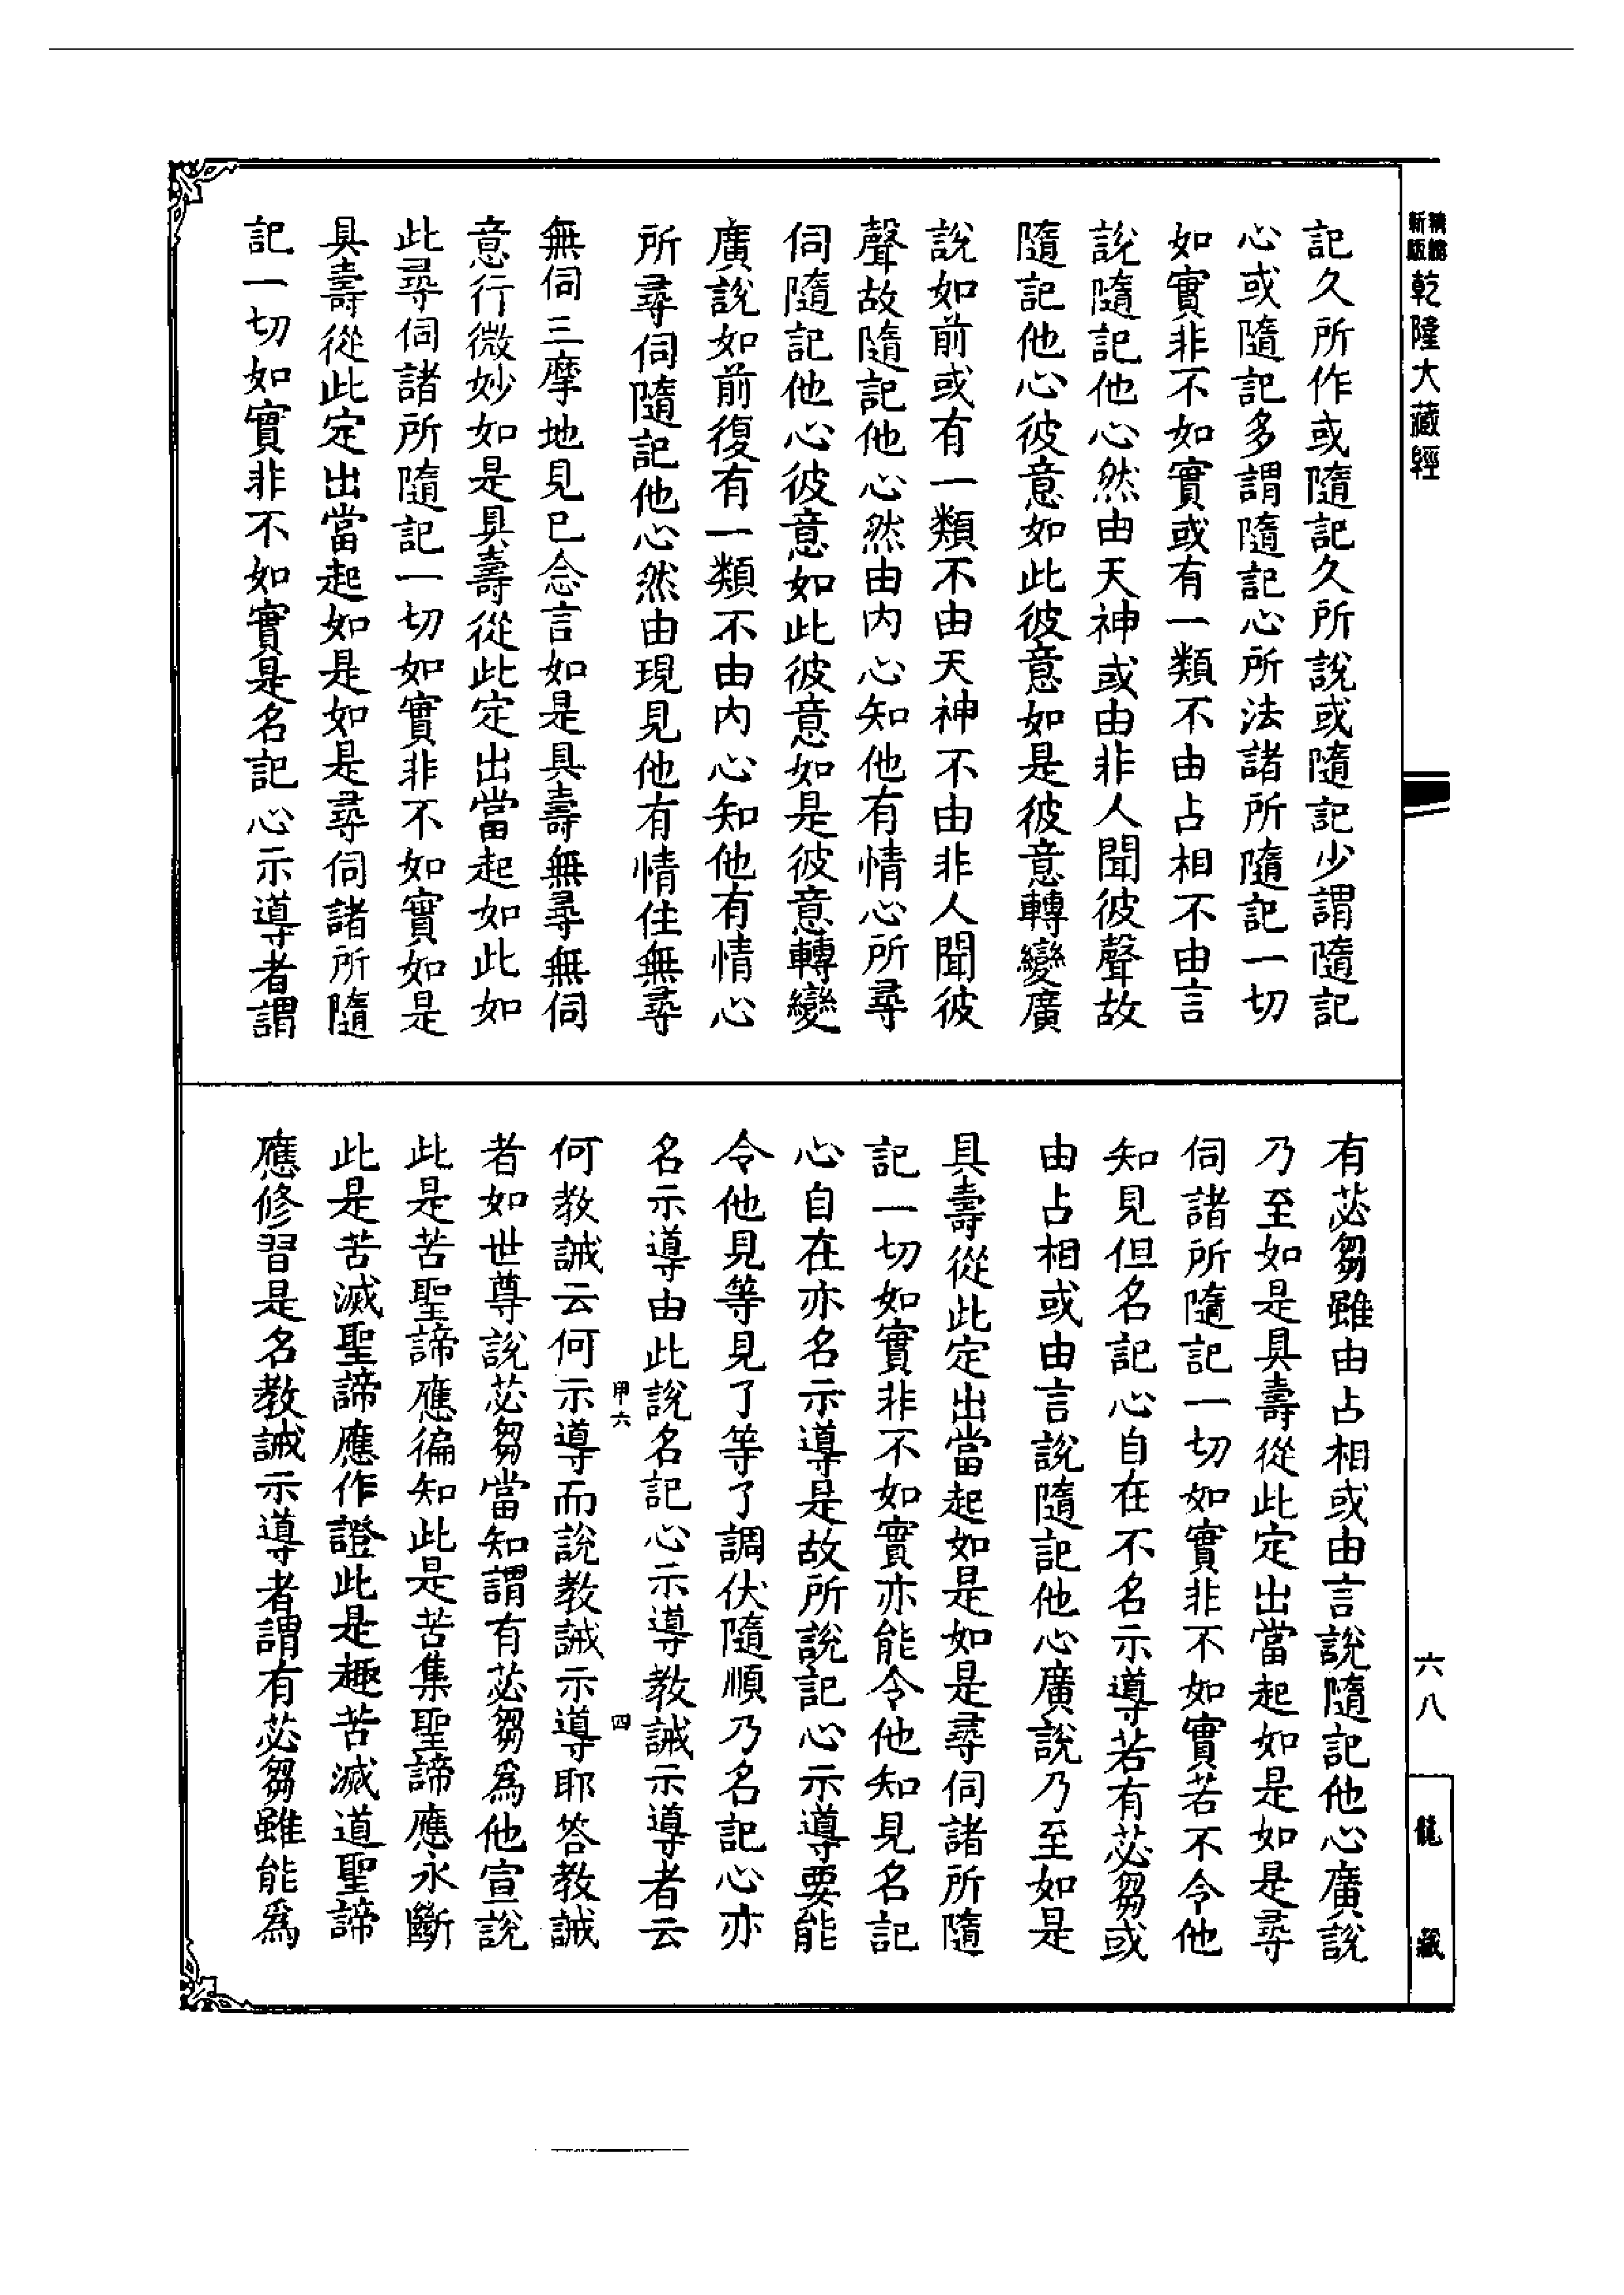 精縮新版
乾隆大藏經
六八
龍藏
記久所作或隨記久所說或隨記少謂隨記
心或隨記多謂隨記心所法諸所隨記一切
如實非不如實或有一類不由占相不由言
說隨記他心然由天神或由非人聞彼聲故
隨記他心彼意如此彼意如是彼意轉變廣
說如前或有一類不由天神不由非人聞彼
聲故隨記他心然由内心知他有情心所尋
伺隨記他心彼意如此彼意如是彼意轉變
廣說如前復有一類不由内心知他有情心
所尋伺隨記他心然由現見他有情住無尋
無伺三摩地見已念言如是具壽無尋無伺
意行微妙如是具壽從此定出當起如此如
此尋伺諸所隨記一切如實非不如實如是
具壽從此定出當起如是如是尋伺諸所隨
記一切如實非不如實是名記心示導者謂
有苾芻雖由占相或由言說隨記他心廣說
乃至如是具壽從此定出當起如是如是尋
伺諸所隨記一切如實非不如實若不令他
知見但名記心自在不名示導若有苾芻或
由占相或由言說隨記他心廣說乃至如是
具壽從此定出當起如是如是尋伺諸所隨
記一切如實非不如實亦能令他知見名記
心自在亦名示導是故所說記心示導要能
令他見等見了等了調伏隨順乃名記心亦
名示導由此說名記心示導教誡示導者云
甲六
四
何教誡云何示導而說教誡示導耶答教誡
者如世尊說苾芻當知謂有苾芻為他宣說
此是苦聖諦應徧知此是苦集聖諦應永斷
此是苦滅聖諦應作證此是趣苦滅道聖諦
應修習是名教誡示導者謂有苾芻雖能為